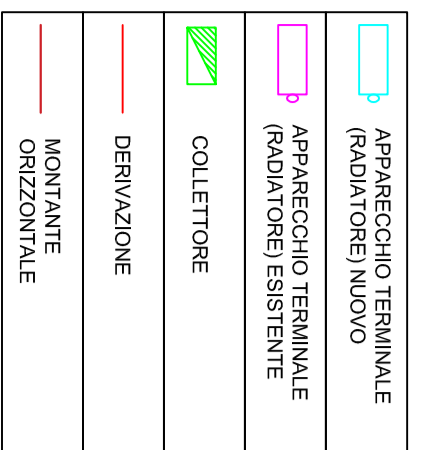 APPARECCHIO TERMINALE
(RADIATORE) NUOVO
APPARECCHIO TERMINALE
(RADIATORE) ESISTENTE
COLLETTORE
DERIVAZIONE
MONTANTE
ORIZZONTALE